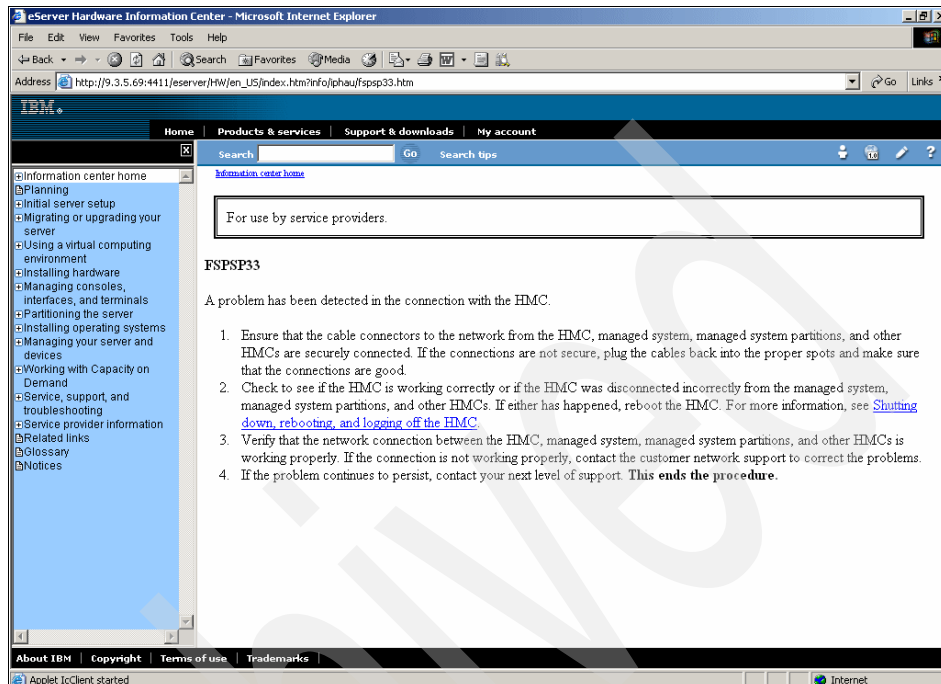 eServer Hardware Information Center - Microsoft Internet Explorer
File Edit View Favorites Tools Help
Back Search Favorites Media
Address http://9.3.5.69:4411/eserver/HW/en_US/index.htm?info/iphau/fspsp33.htm Go Links
IBM
Home | Products & services | Support & downloads | My account
Search Go Search tips
Information center home
Planning
Initial server setup
Migrating or upgrading your
server
Using a virtual computing
environment
Installing hardware
Managing consoles,
interfaces, and terminals
Partitioning the server
Installing operating systems
Managing your server and
devices
Working with Capacity on
Demand
Service, support, and
troubleshooting
Service provider information
Related links
Glossary
Notices
Information center home
For use by service providers.
FSPSP33
A problem has been detected in the connection with the HMC.
1. Ensure that the cable connectors to the network from the HMC, managed system, managed system partitions, and other
HMCs are securely connected. If the connections are not secure, plug the cables back into the proper spots and make sure
that the connections are good.
2. Check to see if the HMC is working correctly or if the HMC was disconnected incorrectly from the managed system,
managed system partitions, and other HMCs. If either has happened, reboot the HMC. For more information, see Shutting
down, rebooting, and logging off the HMC.
3. Verify that the network connection between the HMC, managed system, managed system partitions, and other HMCs is
working properly. If the connection is not working properly, contact the customer network support to correct the problems.
4. If the problem continues to persist, contact your next level of support. This ends the procedure.
About IBM | Copyright | Terms of use | Trademarks |
Applet IcClient started Internet